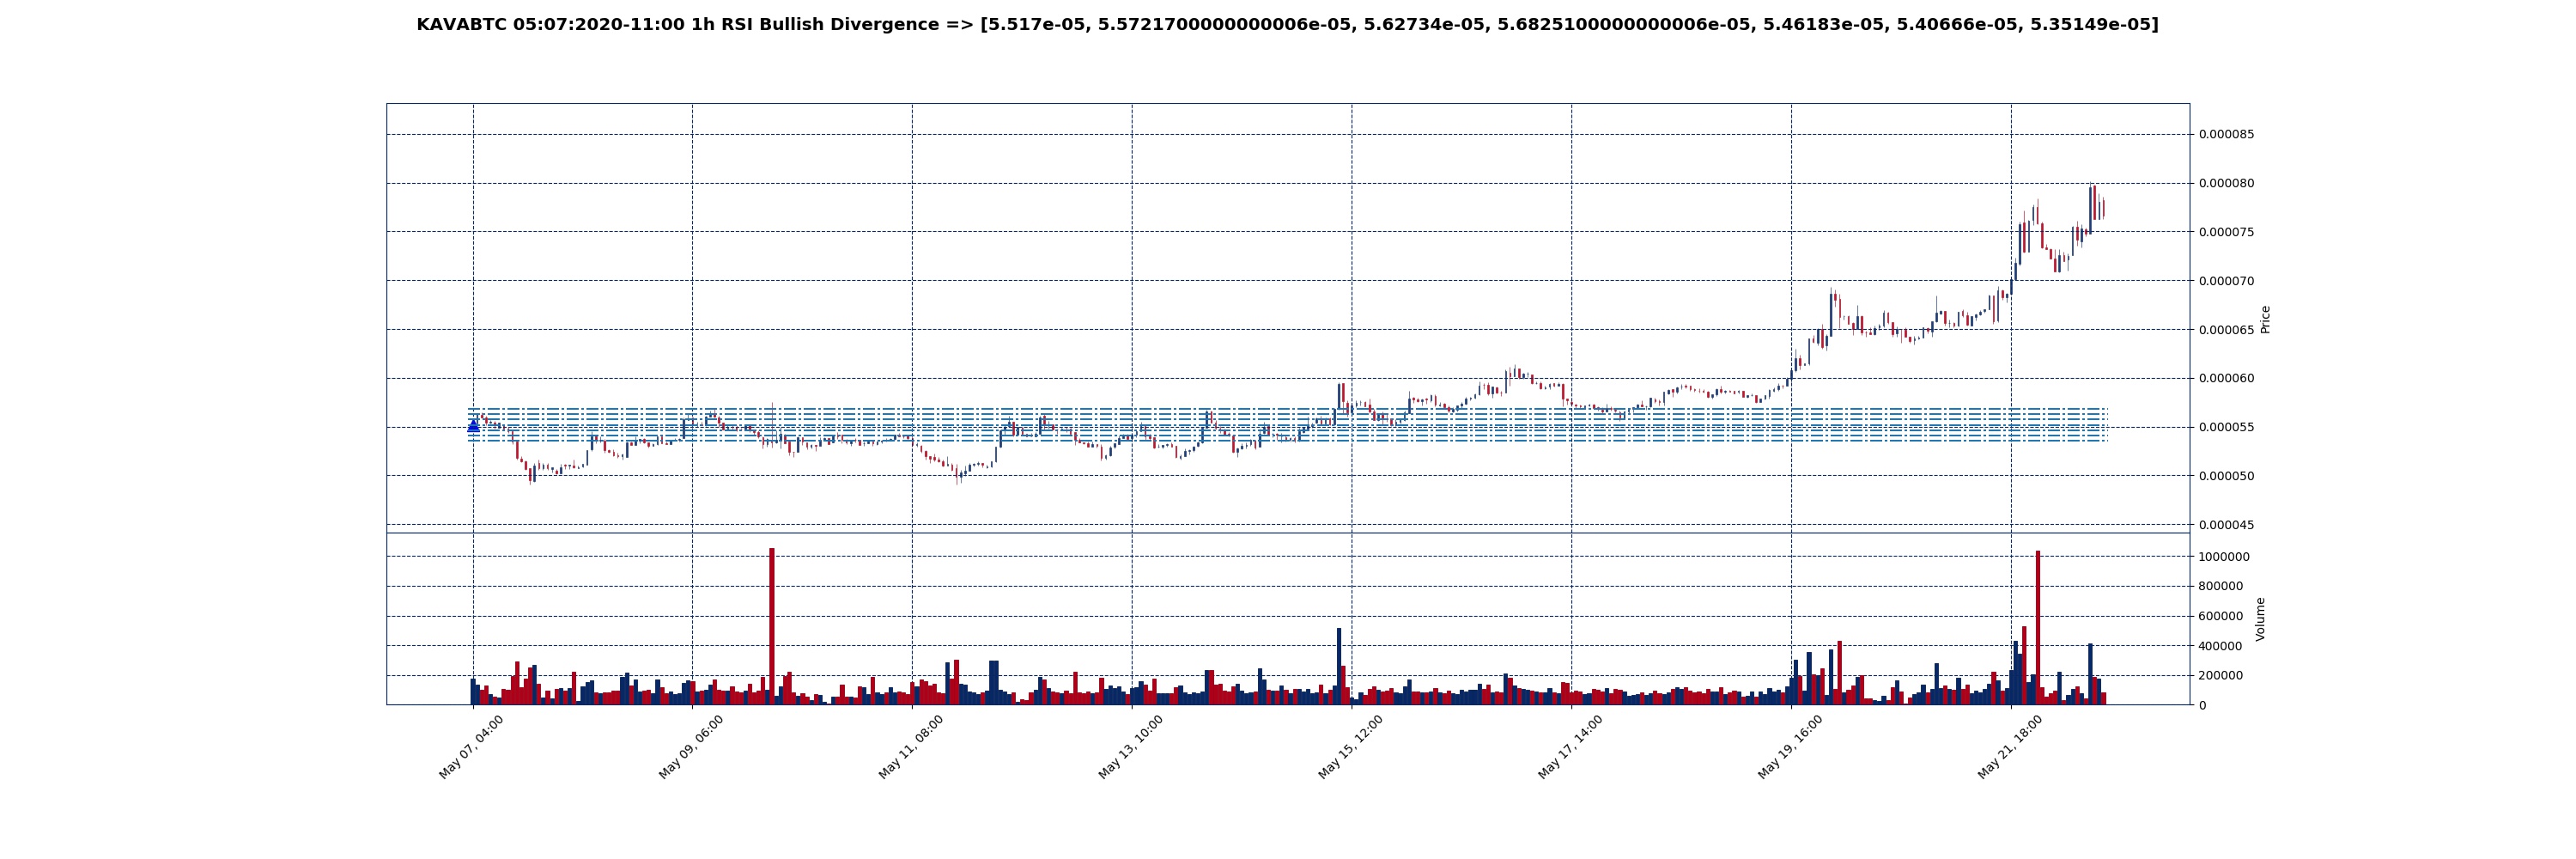 KAVABTC 05:07:2020-11:00 1h RSI Bullish Divergence => [5.517e-05, 5.5721700000000006e-05, 5.62734e-05, 5.6825100000000006e-05, 5.46183e-05, 5.40666e-05, 5.35149e-05]
0.000085
0.000080
0.000075
0.000070
0.000065
0.000060
0.000055
0.000050
0.000045
Price
1000000
800000
600000
400000
200000
0
Volume
May 07, 04:00
May 09, 06:00
May 11, 08:00
May 13, 10:00
May 15, 12:00
May 17, 14:00
May 19, 16:00
May 21, 18:00